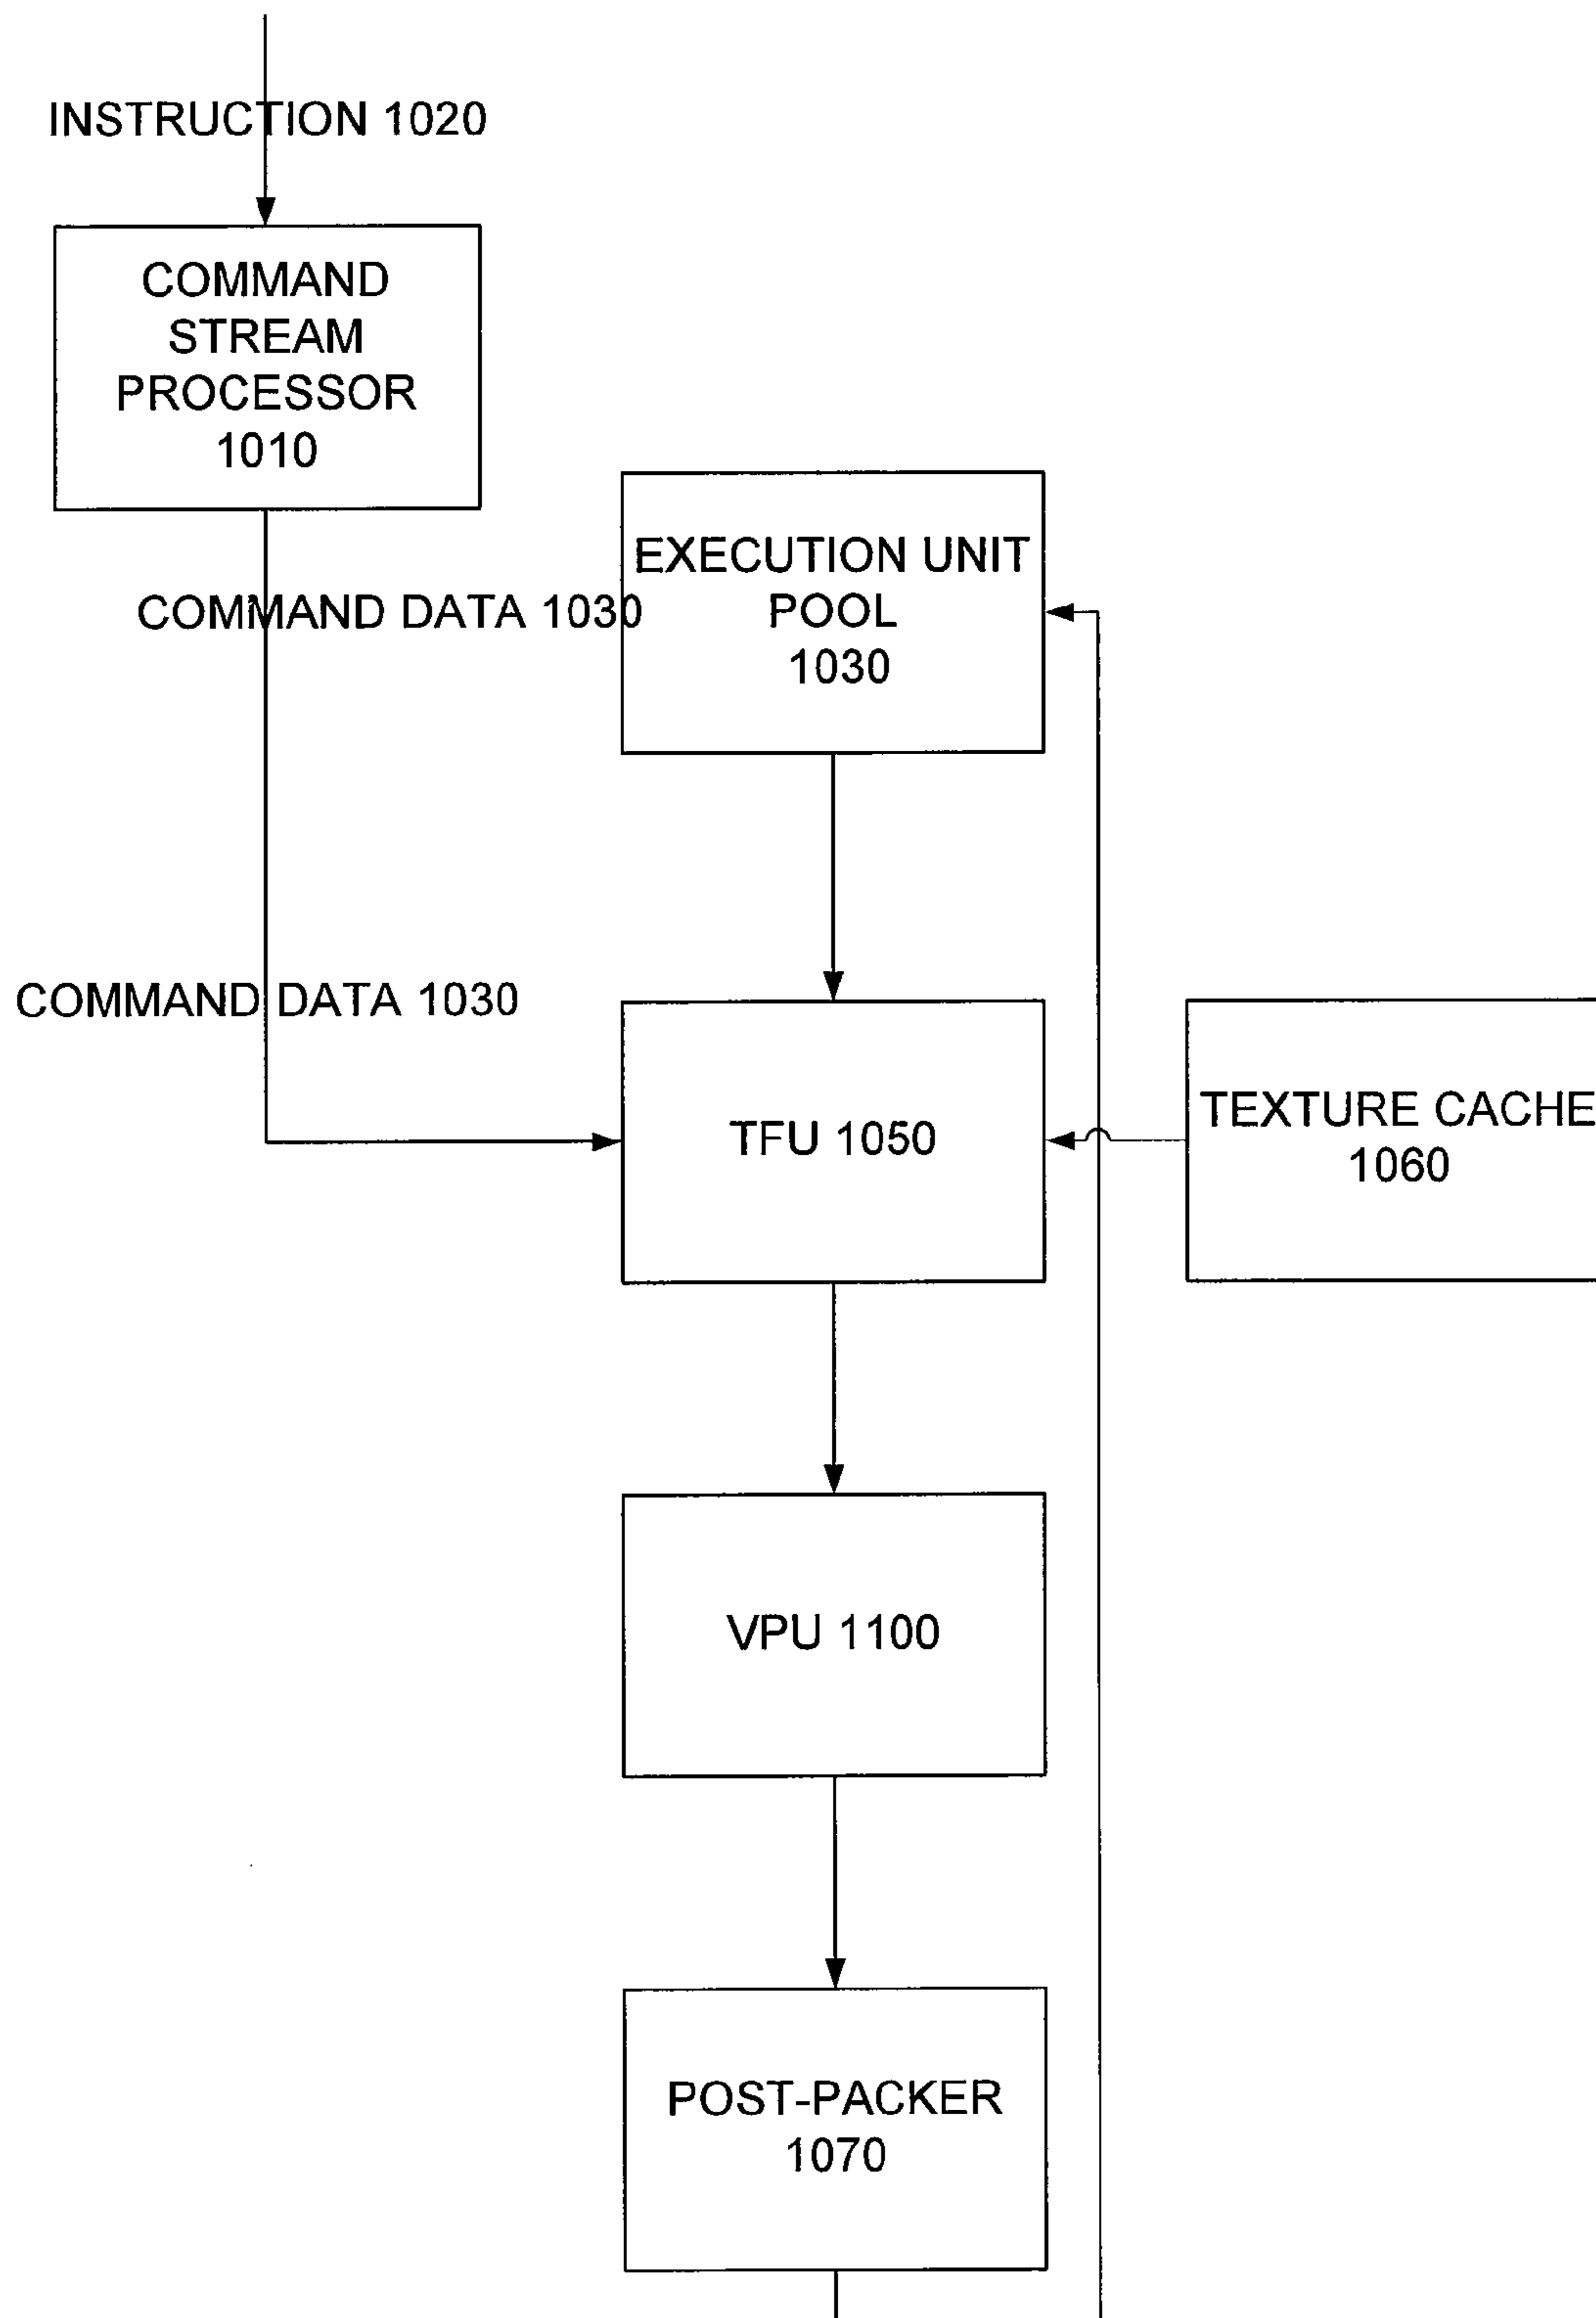 INSTRUCTION 1020
COMMAND
STREAM
PROCESSOR
1010
EXECUTION UNIT
POOL
1030
COMMAND DATA 1030
COMMAND DATA 1030
TFU 1050
TEXTURE CACHE
1060
VPU 1100
POST-PACKER
1070